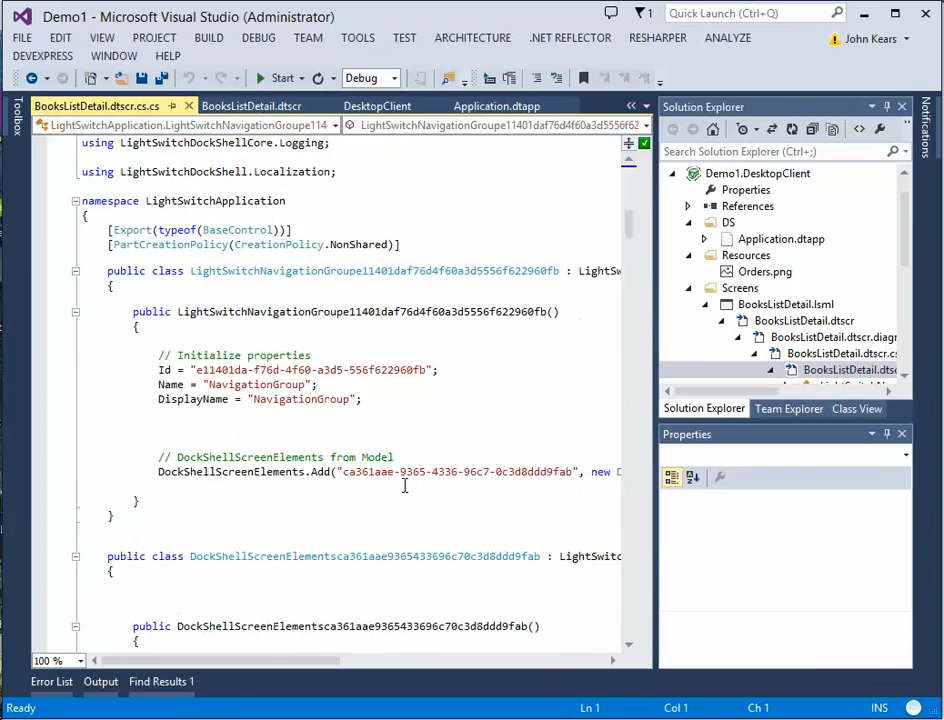 Demo1 - Microsoft Visual Studio (Administrator)
1
Quick Launch (Ctrl+Q)
FILE EDIT VIEW PROJECT BUILD DEBUG TEAM TOOLS TEST ARCHITECTURE .NET REFLECTOR RESHARPER ANALYZE
John Kears
DEVEXPRESS WINDOW HELP
Start
Debug
Toolbox
BooksListDetail.dtscr.cs.cs
BooksListDetail.dtscr
DesktopClient
Application.dtapp
LightSwitchApplication.LightSwitchNavigationGroupe114
LightSwitchNavigationGroupe11401daf76d4f60a3d5556f62
using LightSwitchDockShellCore.Logging;
using LightSwitchDockShell.Localization;
namespace LightSwitchApplication
{
[Export(typeof(BaseControl))]
[PartCreationPolicy(CreationPolicy.NonShared)]
public class LightSwitchNavigationGroupe11401daf76d4f60a3d5556f622960fb : LightSw
{
public LightSwitchNavigationGroupe11401daf76d4f60a3d5556f622960fb()
{
// Initialize properties
Id = "e11401da-f76d-4f60-a3d5-556f622960fb";
Name = "NavigationGroup";
DisplayName = "NavigationGroup";
// DockShellScreenElements from Model
DockShellScreenElements.Add("ca361aae-9365-4336-96c7-0c3d8ddd9fab", new D
}
}
public class DockShellScreenElementsca361aae9365433696c70c3d8ddd9fab : LightSwitc
{
public DockShellScreenElementsca361aae9365433696c70c3d8ddd9fab()
{
100 %
Solution Explorer
Search Solution Explorer (Ctrl+;)
Demo1.DesktopClient
Properties
References
DS
Application.dtapp
Resources
Orders.png
Screens
BooksListDetail.lsml
BooksListDetail.dtscr
BooksListDetail.dtscr.diagr
BooksListDetail.dtscr.cs
BooksListDetail.dtsc
Solution Explorer Team Explorer Class View
Properties
Notifications
Error List Output Find Results 1
Ready
Ln 1 Col 1 Ch 1 INS